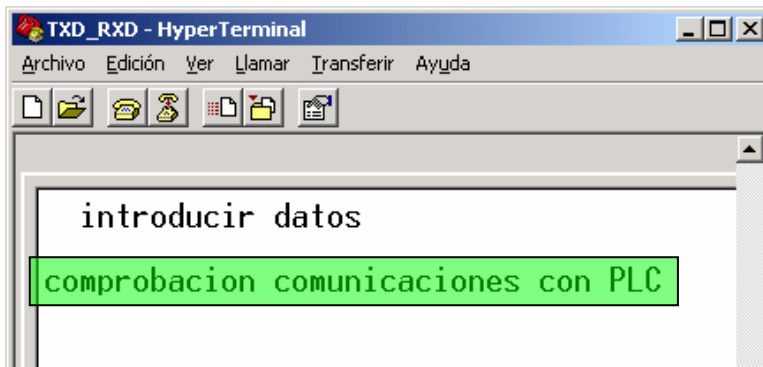 TXD_RXD - HyperTerminal
Archivo Edición Ver Llamar Transferir Ayuda
introducir datos
comprobacion comunicaciones con PLC